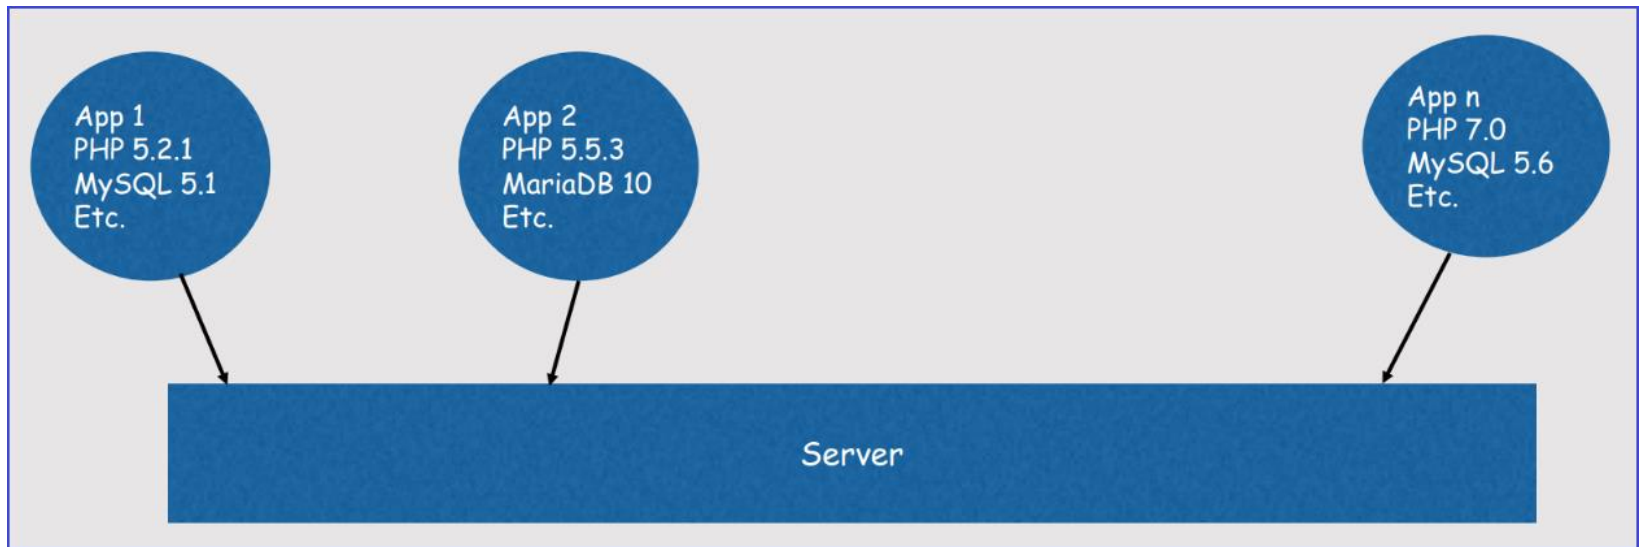 App 1
PHP 5.2.1
MySQL 5.1
Etc.
App 2
PHP 5.5.3
MariaDB 10
Etc.
App n
PHP 7.0
MySQL 5.6
Etc.
Server